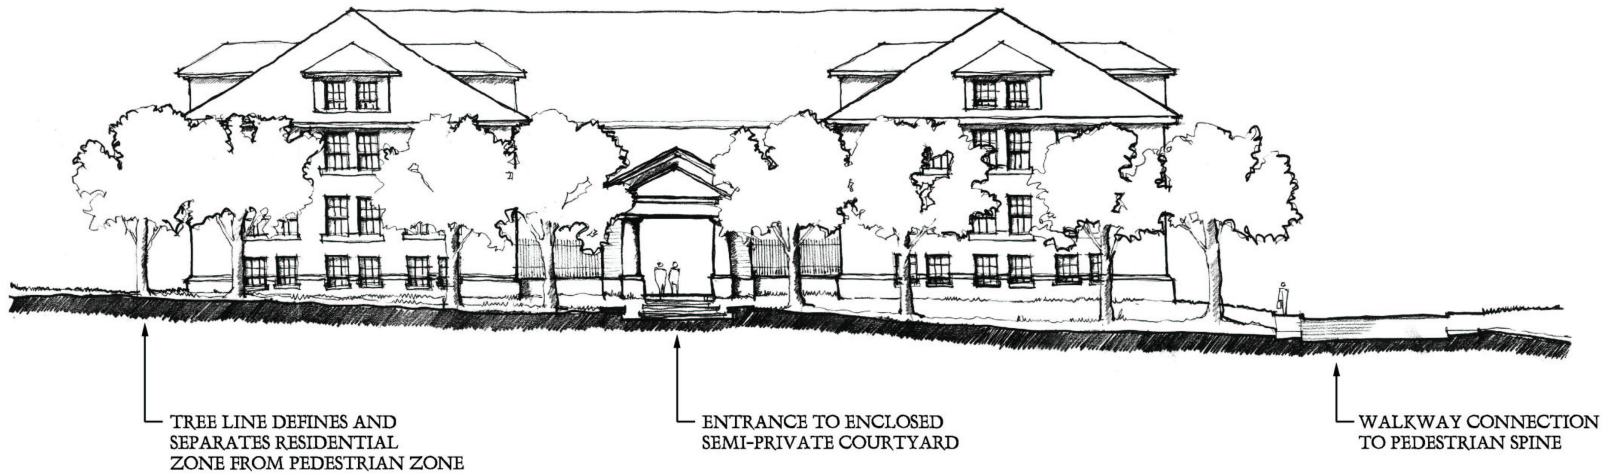 TREE LINE DEFINES AND
SEPARATES RESIDENTIAL
ZONE FROM PEDESTRIAN ZONE
ENTRANCE TO ENCLOSED
SEMI-PRIVATE COURTYARD
WALKWAY CONNECTION
TO PEDESTRIAN SPINE